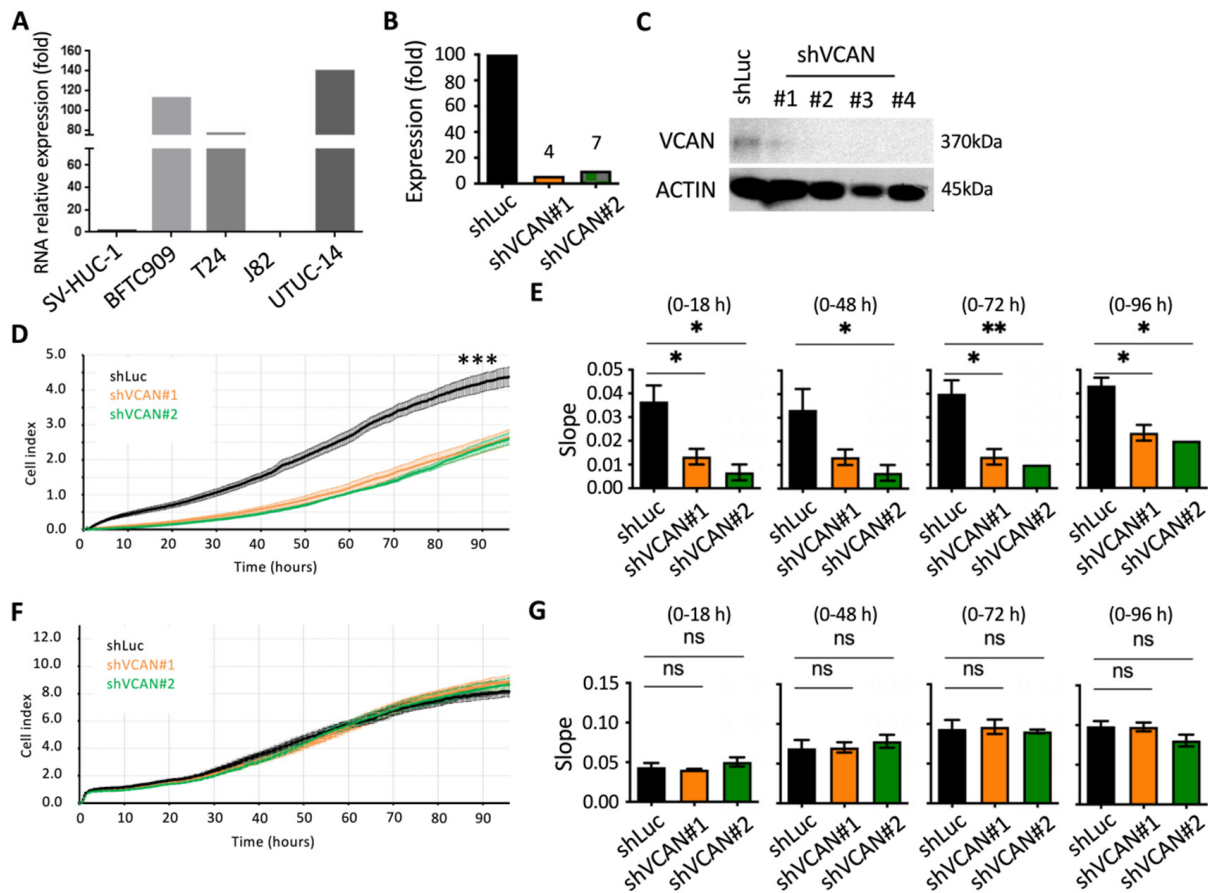 A
RNA relative expression (fold)
160
140
120
100
80
60
40
20
0
SV-HUC-1
BFTC909
T24
J82
UTUC-14
B
Expression (fold)
100
80
60
40
20
0
4
7
shLuc
shVCAN#1
shVCAN#2
C
shLuc
shVCAN
#1 #2 #3 #4
VCAN
370kDa
ACTIN
45kDa
D
Cell index
5.0
4.0
3.0
2.0
1.0
0.0
shLuc
shVCAN#1
shVCAN#2
***
10 20 30 40 50 60 70 80 90
Time (hours)
E
(0-18 h) (0-48 h) (0-72 h) (0-96 h)
* * ** *
* * *
Slope
0.05
0.04
0.03
0.02
0.01
0.00
shLuc shVCAN#1 shVCAN#2
shLuc shVCAN#1 shVCAN#2
shLuc shVCAN#1 shVCAN#2
shLuc shVCAN#1 shVCAN#2
F
Cell index
12.0
10.0
8.0
6.0
4.0
2.0
0.0
shLuc
shVCAN#1
shVCAN#2
0 10 20 30 40 50 60 70 80 90
Time (hours)
G
(0-18 h) (0-48 h) (0-72 h) (0-96 h)
ns ns ns ns
ns ns ns ns
Slope
0.15
0.10
0.05
0.00
shLuc shVCAN#1 shVCAN#2
shLuc shVCAN#1 shVCAN#2
shLuc shVCAN#1 shVCAN#2
shLuc shVCAN#1 shVCAN#2